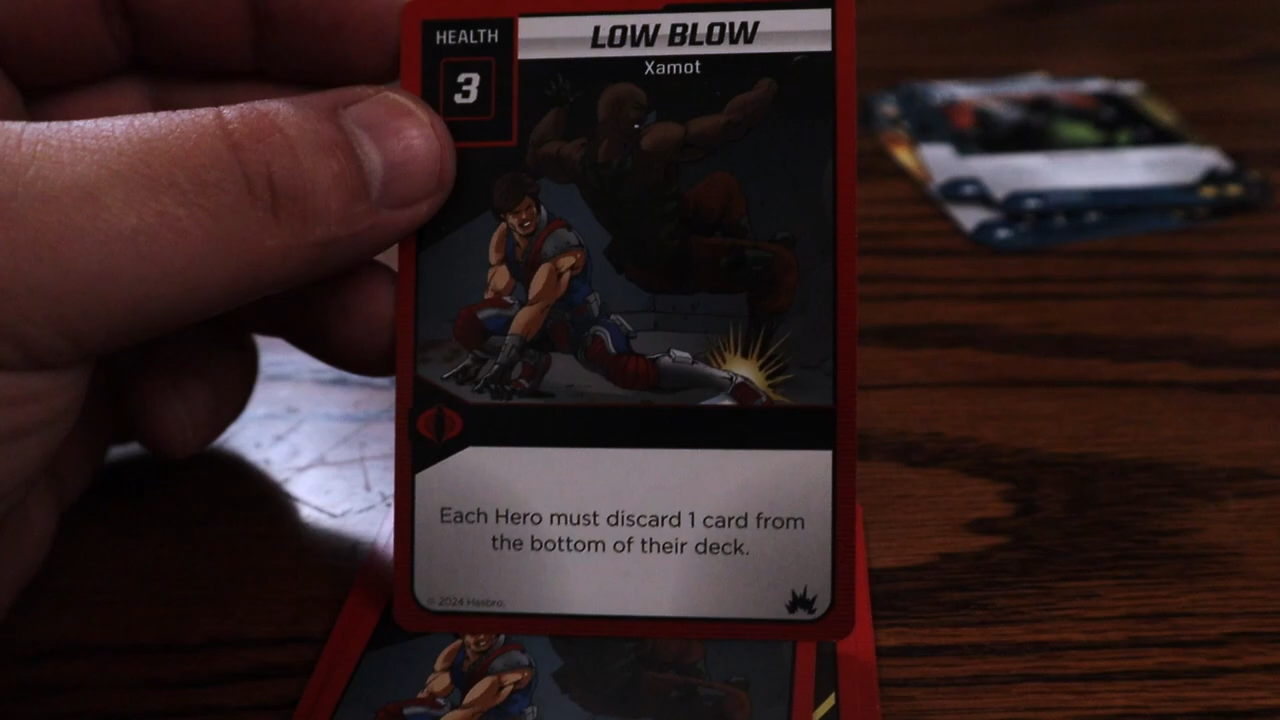 HEALTH
LOW BLOW
3
Xamot
Each Hero must discard 1 card from
the bottom of their deck.
© 2024 Hasbro.